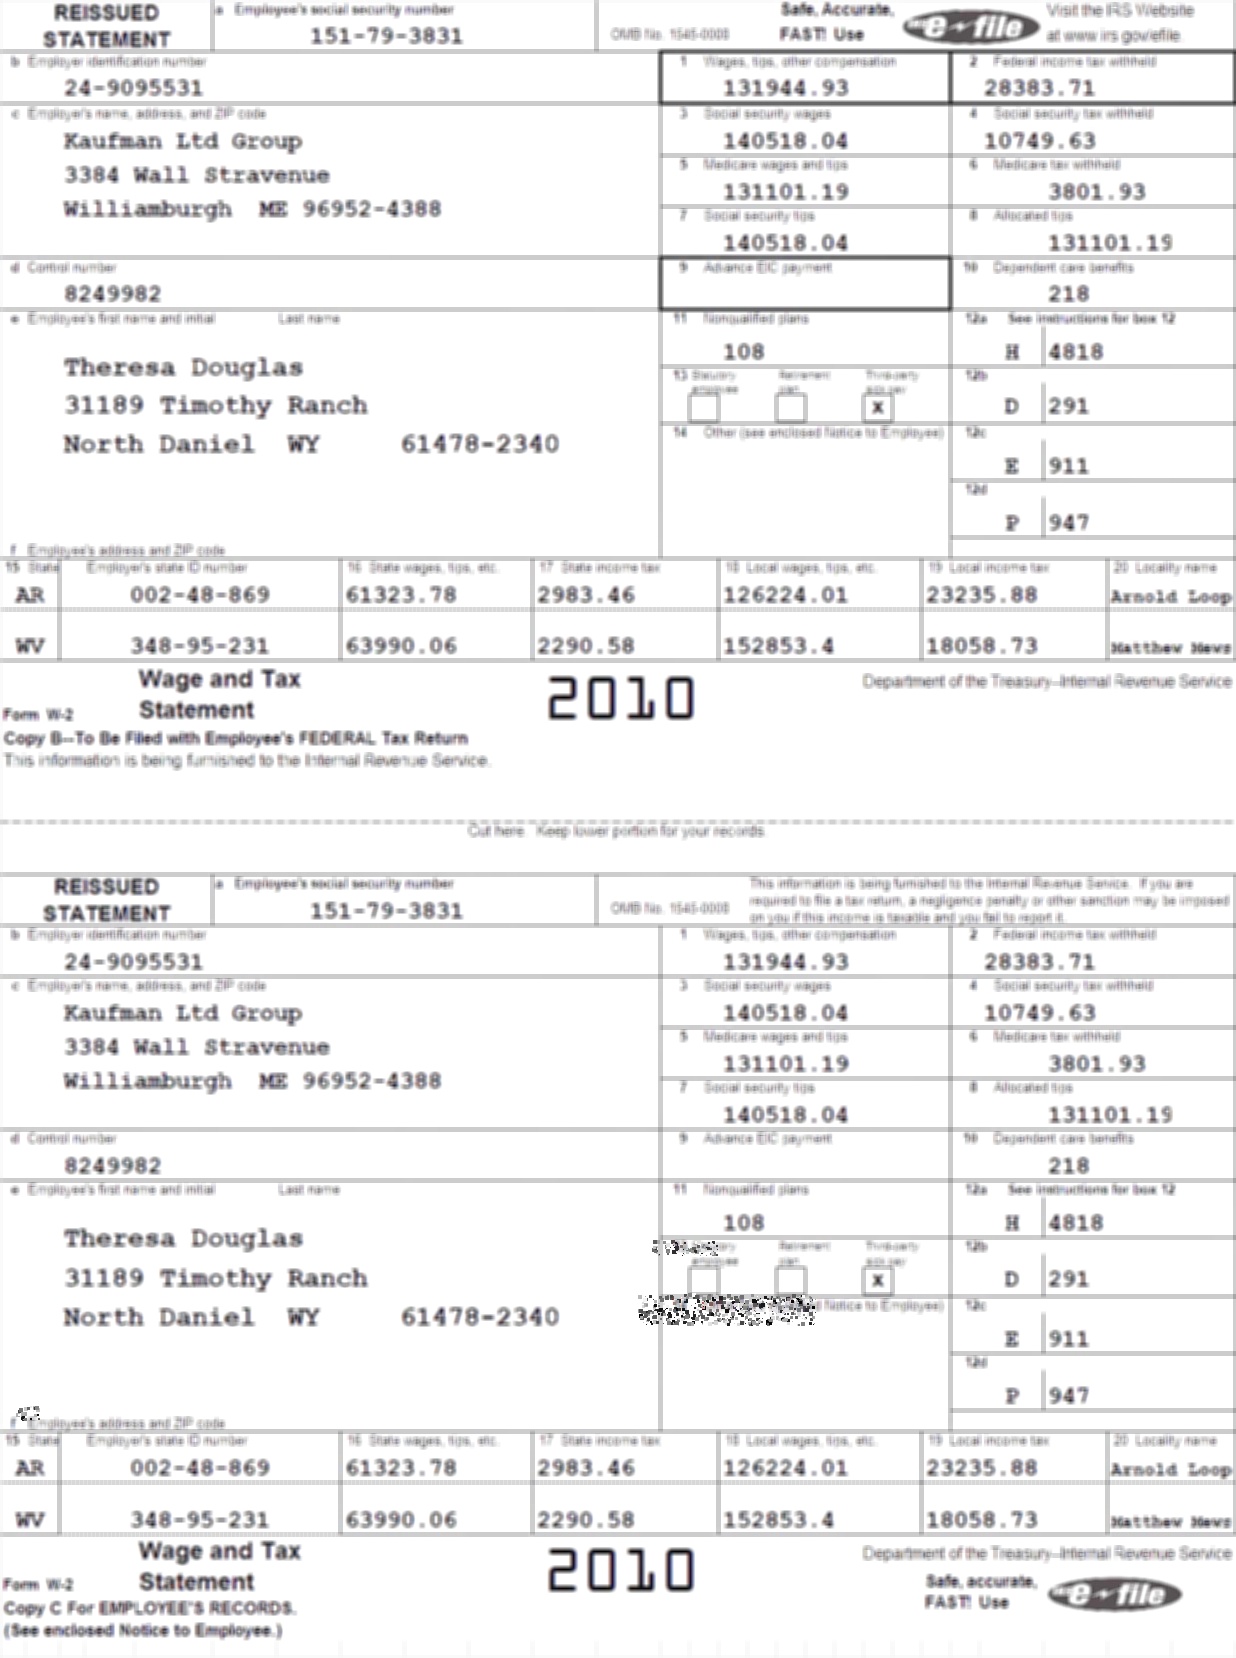 REISSUED STATEMENT
a Employee's social security number
151-79-3831
OMB No. 1545-0008
Safe, Accurate, FAST! Use
e-file
Visit the IRS Website at www.irs.gov/efile.
b Employer identification number
24-9095531
1 Wages, tips, other compensation
131944.93
2 Federal income tax withheld
28383.71
c Employer's name, address, and ZIP code
Kaufman Ltd Group
3384 Wall Stravenue
Williamburgh ME 96952-4388
3 Social security wages
140518.04
4 Social security tax withheld
10749.63
5 Medicare wages and tips
131101.19
6 Medicare tax withheld
3801.93
7 Social security tips
140518.04
8 Allocated tips
131101.19
d Control number
8249982
9 Advance EIC payment
10 Dependent care benefits
218
e Employee's first name and initial Last name
Theresa Douglas
31189 Timothy Ranch
North Daniel WY 61478-2340
11 Nonqualified plans
108
12a See instructions for box 12
H 4818
13 Statutory employee Retirement plan Third-party sick pay
X
12b
D 291
14 Other (see enclosed Notice to Employee)
12c
E 911
12d
P 947
f Employee's address and ZIP code
15 State Employer's state ID number 16 State wages, tips, etc. 17 State income tax 18 Local wages, tips, etc. 19 Local income tax 20 Locality name
AR 002-48-869 61323.78 2983.46 126224.01 23235.88 Arnold Loop
WV 348-95-231 63990.06 2290.58 152853.4 18058.73 Matthew Mews
Form W-2 Wage and Tax Statement
2010
Department of the Treasury--Internal Revenue Service
Copy B--To Be Filed with Employee's FEDERAL Tax Return
This information is being furnished to the Internal Revenue Service.
Cut here Keep lower portion for your records
REISSUED STATEMENT
a Employee's social security number
151-79-3831
OMB No. 1545-0008
This information is being furnished to the Internal Revenue Service. If you are
required to file a tax return, a negligence penalty or other sanction may be imposed
on you if this income is taxable and you fail to report it.
b Employer identification number
24-9095531
1 Wages, tips, other compensation
131944.93
2 Federal income tax withheld
28383.71
c Employer's name, address, and ZIP code
Kaufman Ltd Group
3384 Wall Stravenue
Williamburgh ME 96952-4388
3 Social security wages
140518.04
4 Social security tax withheld
10749.63
5 Medicare wages and tips
131101.19
6 Medicare tax withheld
3801.93
7 Social security tips
140518.04
8 Allocated tips
131101.19
d Control number
8249982
9 Advance EIC payment
10 Dependent care benefits
218
e Employee's first name and initial Last name
Theresa Douglas
31189 Timothy Ranch
North Daniel WY 61478-2340
11 Nonqualified plans
108
12a See instructions for box 12
H 4818
employee Retirement plan Third-party sick pay
X
12b
D 291
Notice to Employee)
12c
E 911
12d
P 947
f Employee's address and ZIP code
15 State Employer's state ID number 16 State wages, tips, etc. 17 State income tax 18 Local wages, tips, etc. 19 Local income tax 20 Locality name
AR 002-48-869 61323.78 2983.46 126224.01 23235.88 Arnold Loop
WV 348-95-231 63990.06 2290.58 152853.4 18058.73 Matthew Mews
Form W-2 Wage and Tax Statement
2010
Department of the Treasury--Internal Revenue Service
Safe, accurate, FAST! Use
e-file
Copy C For EMPLOYEE'S RECORDS.
(See enclosed Notice to Employee.)